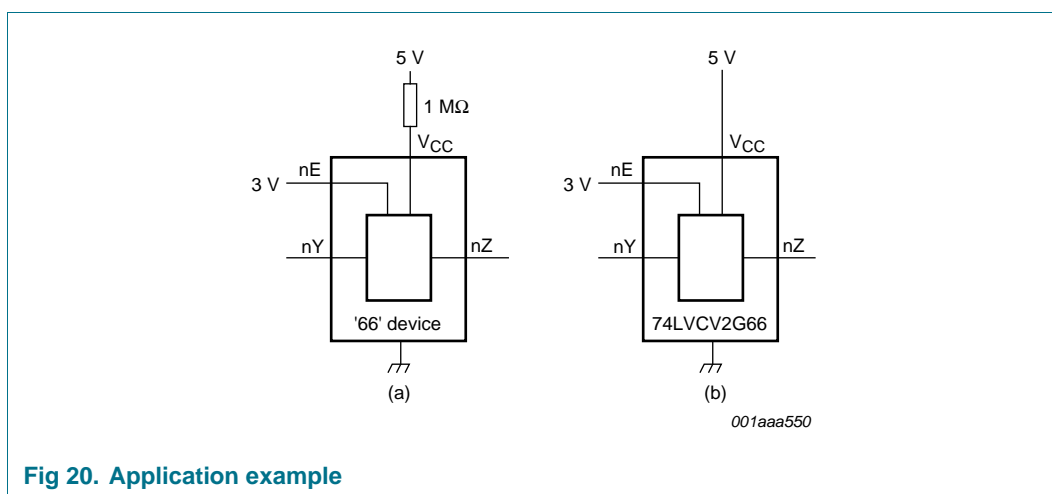 5 V
1 MΩ
VCC
nE
3 V
nY
nZ
'66' device
(a)
5 V
VCC
nE
3 V
nY
nZ
74LVCV2G66
(b)
001aaa550
Fig 20. Application example